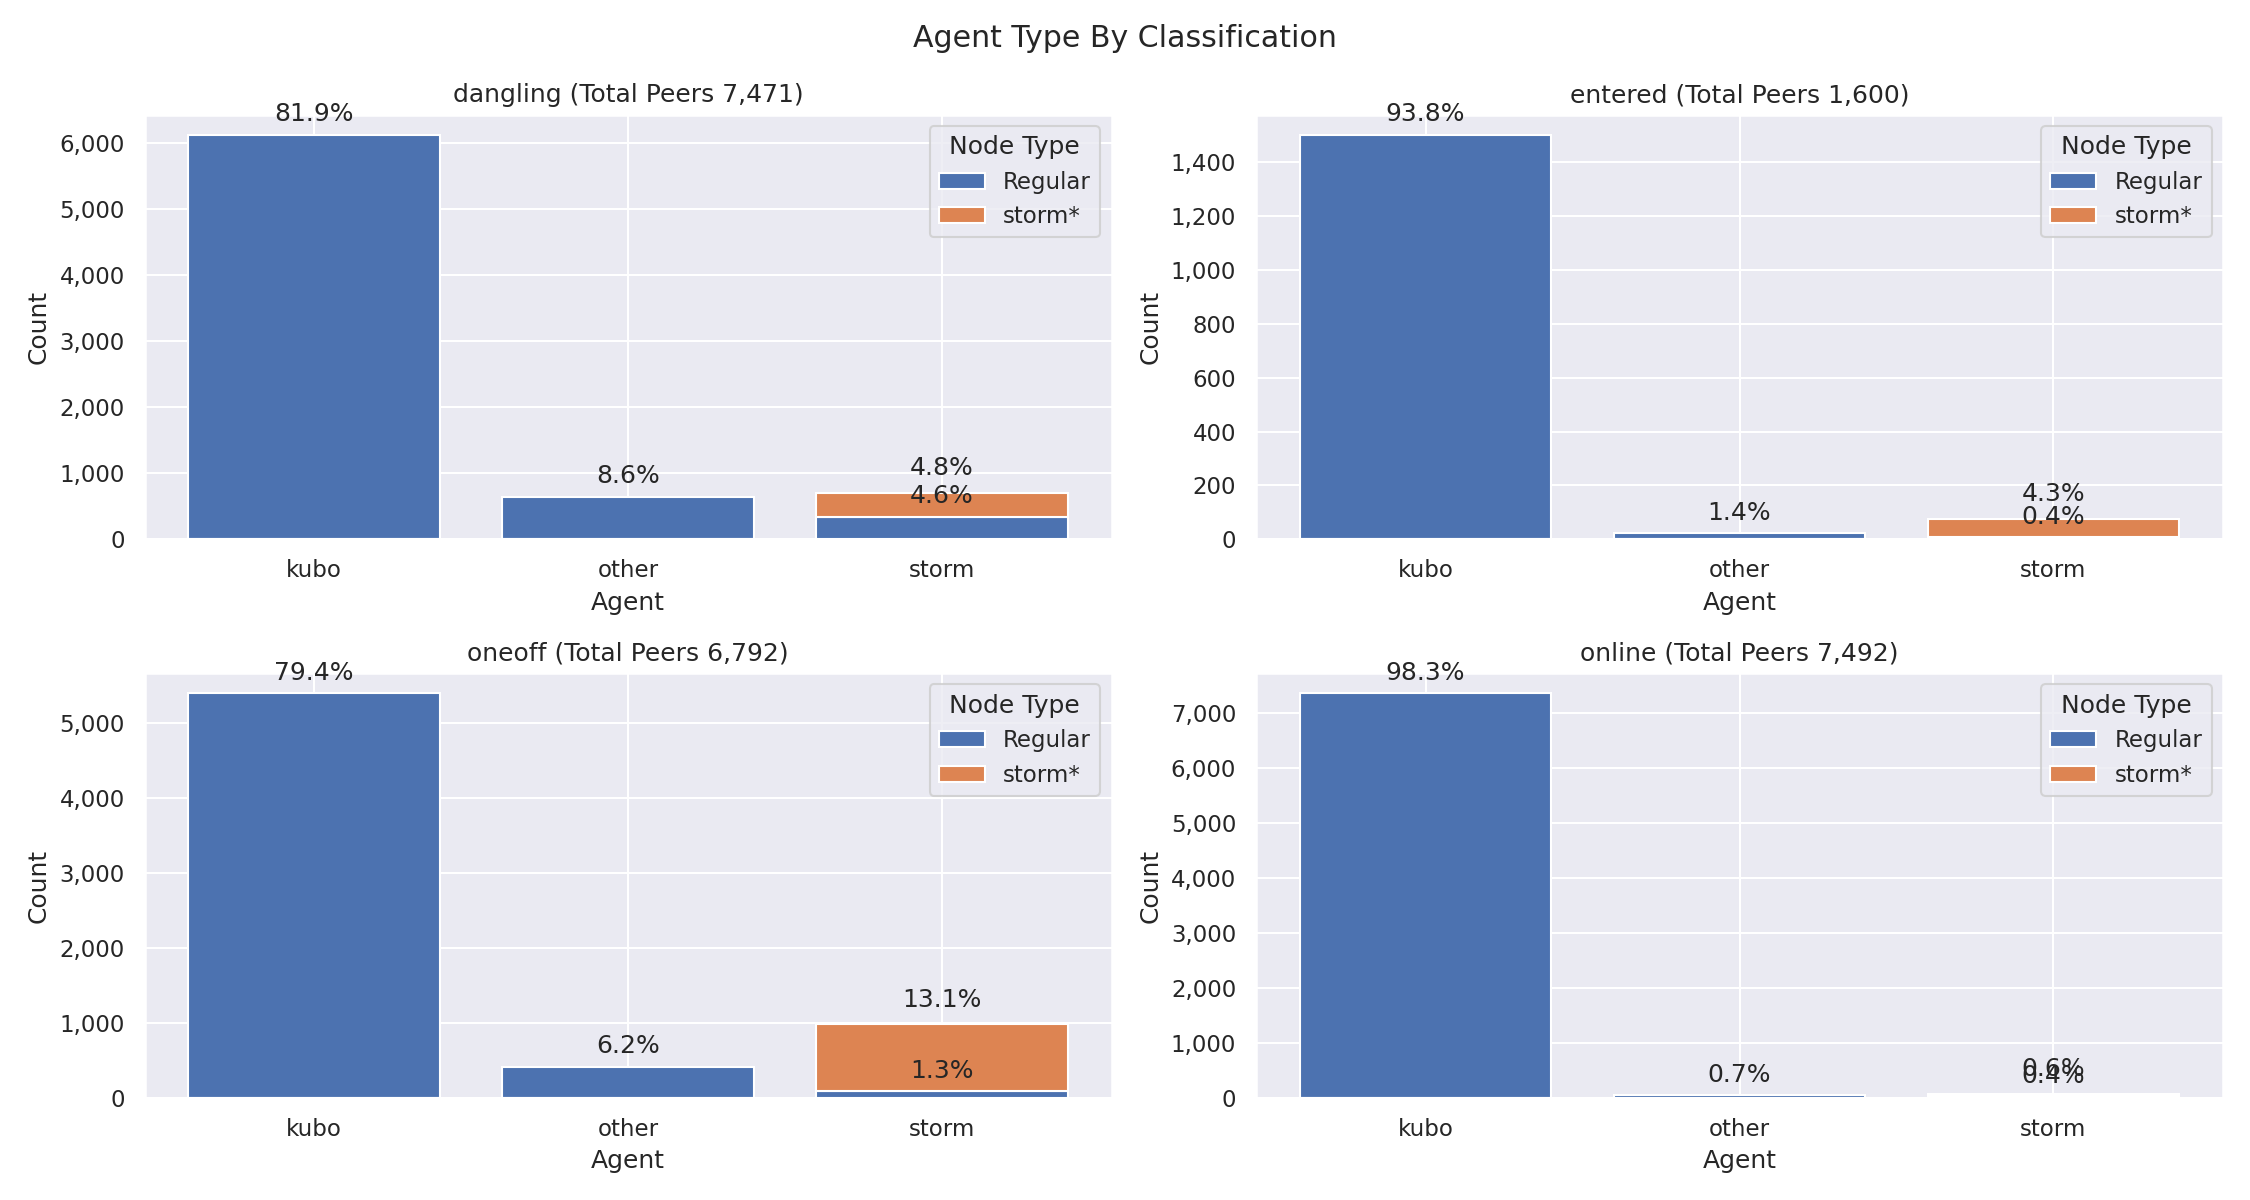 Agent Type By Classification
dangling (Total Peers 7,471)
81.9%
6,000
5,000
4,000
3,000
2,000
1,000
0
Count
8.6%
4.8%
4.6%
Node Type
Regular
storm*
kubo
other
storm
Agent
entered (Total Peers 1,600)
93.8%
1,400
1,200
1,000
800
600
400
200
0
Count
1.4%
4.3%
0.4%
Node Type
Regular
storm*
kubo
other
storm
Agent
oneoff (Total Peers 6,792)
79.4%
5,000
4,000
3,000
2,000
1,000
0
Count
6.2%
13.1%
1.3%
Node Type
Regular
storm*
kubo
other
storm
Agent
online (Total Peers 7,492)
98.3%
7,000
6,000
5,000
4,000
3,000
2,000
1,000
0
Count
0.7%
0.6%
0.4%
Node Type
Regular
storm*
kubo
other
storm
Agent